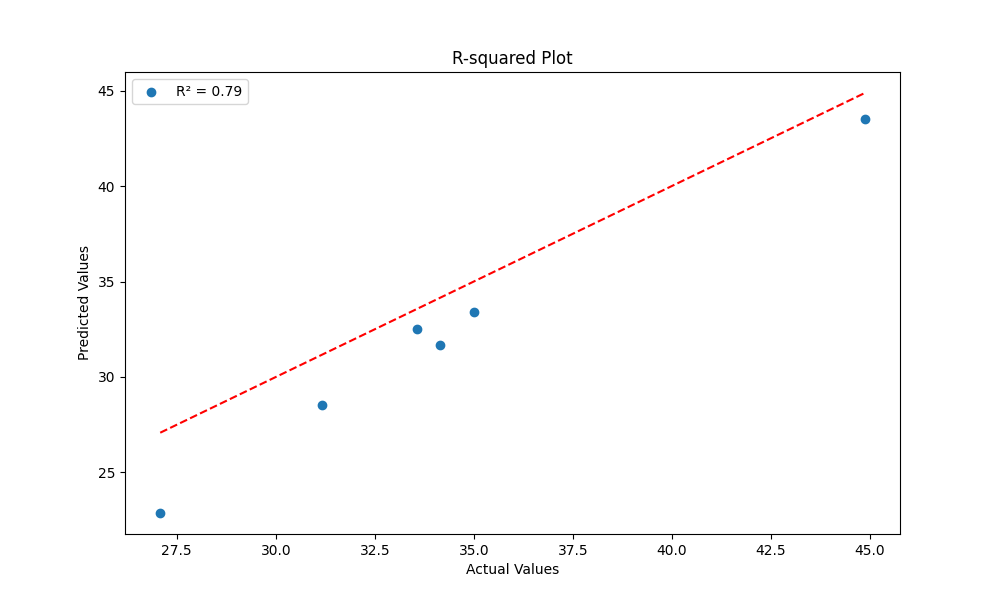 R-squared Plot
R² = 0.79
45
40
35
30
25
Predicted Values
27.5 30.0 32.5 35.0 37.5 40.0 42.5 45.0
Actual Values